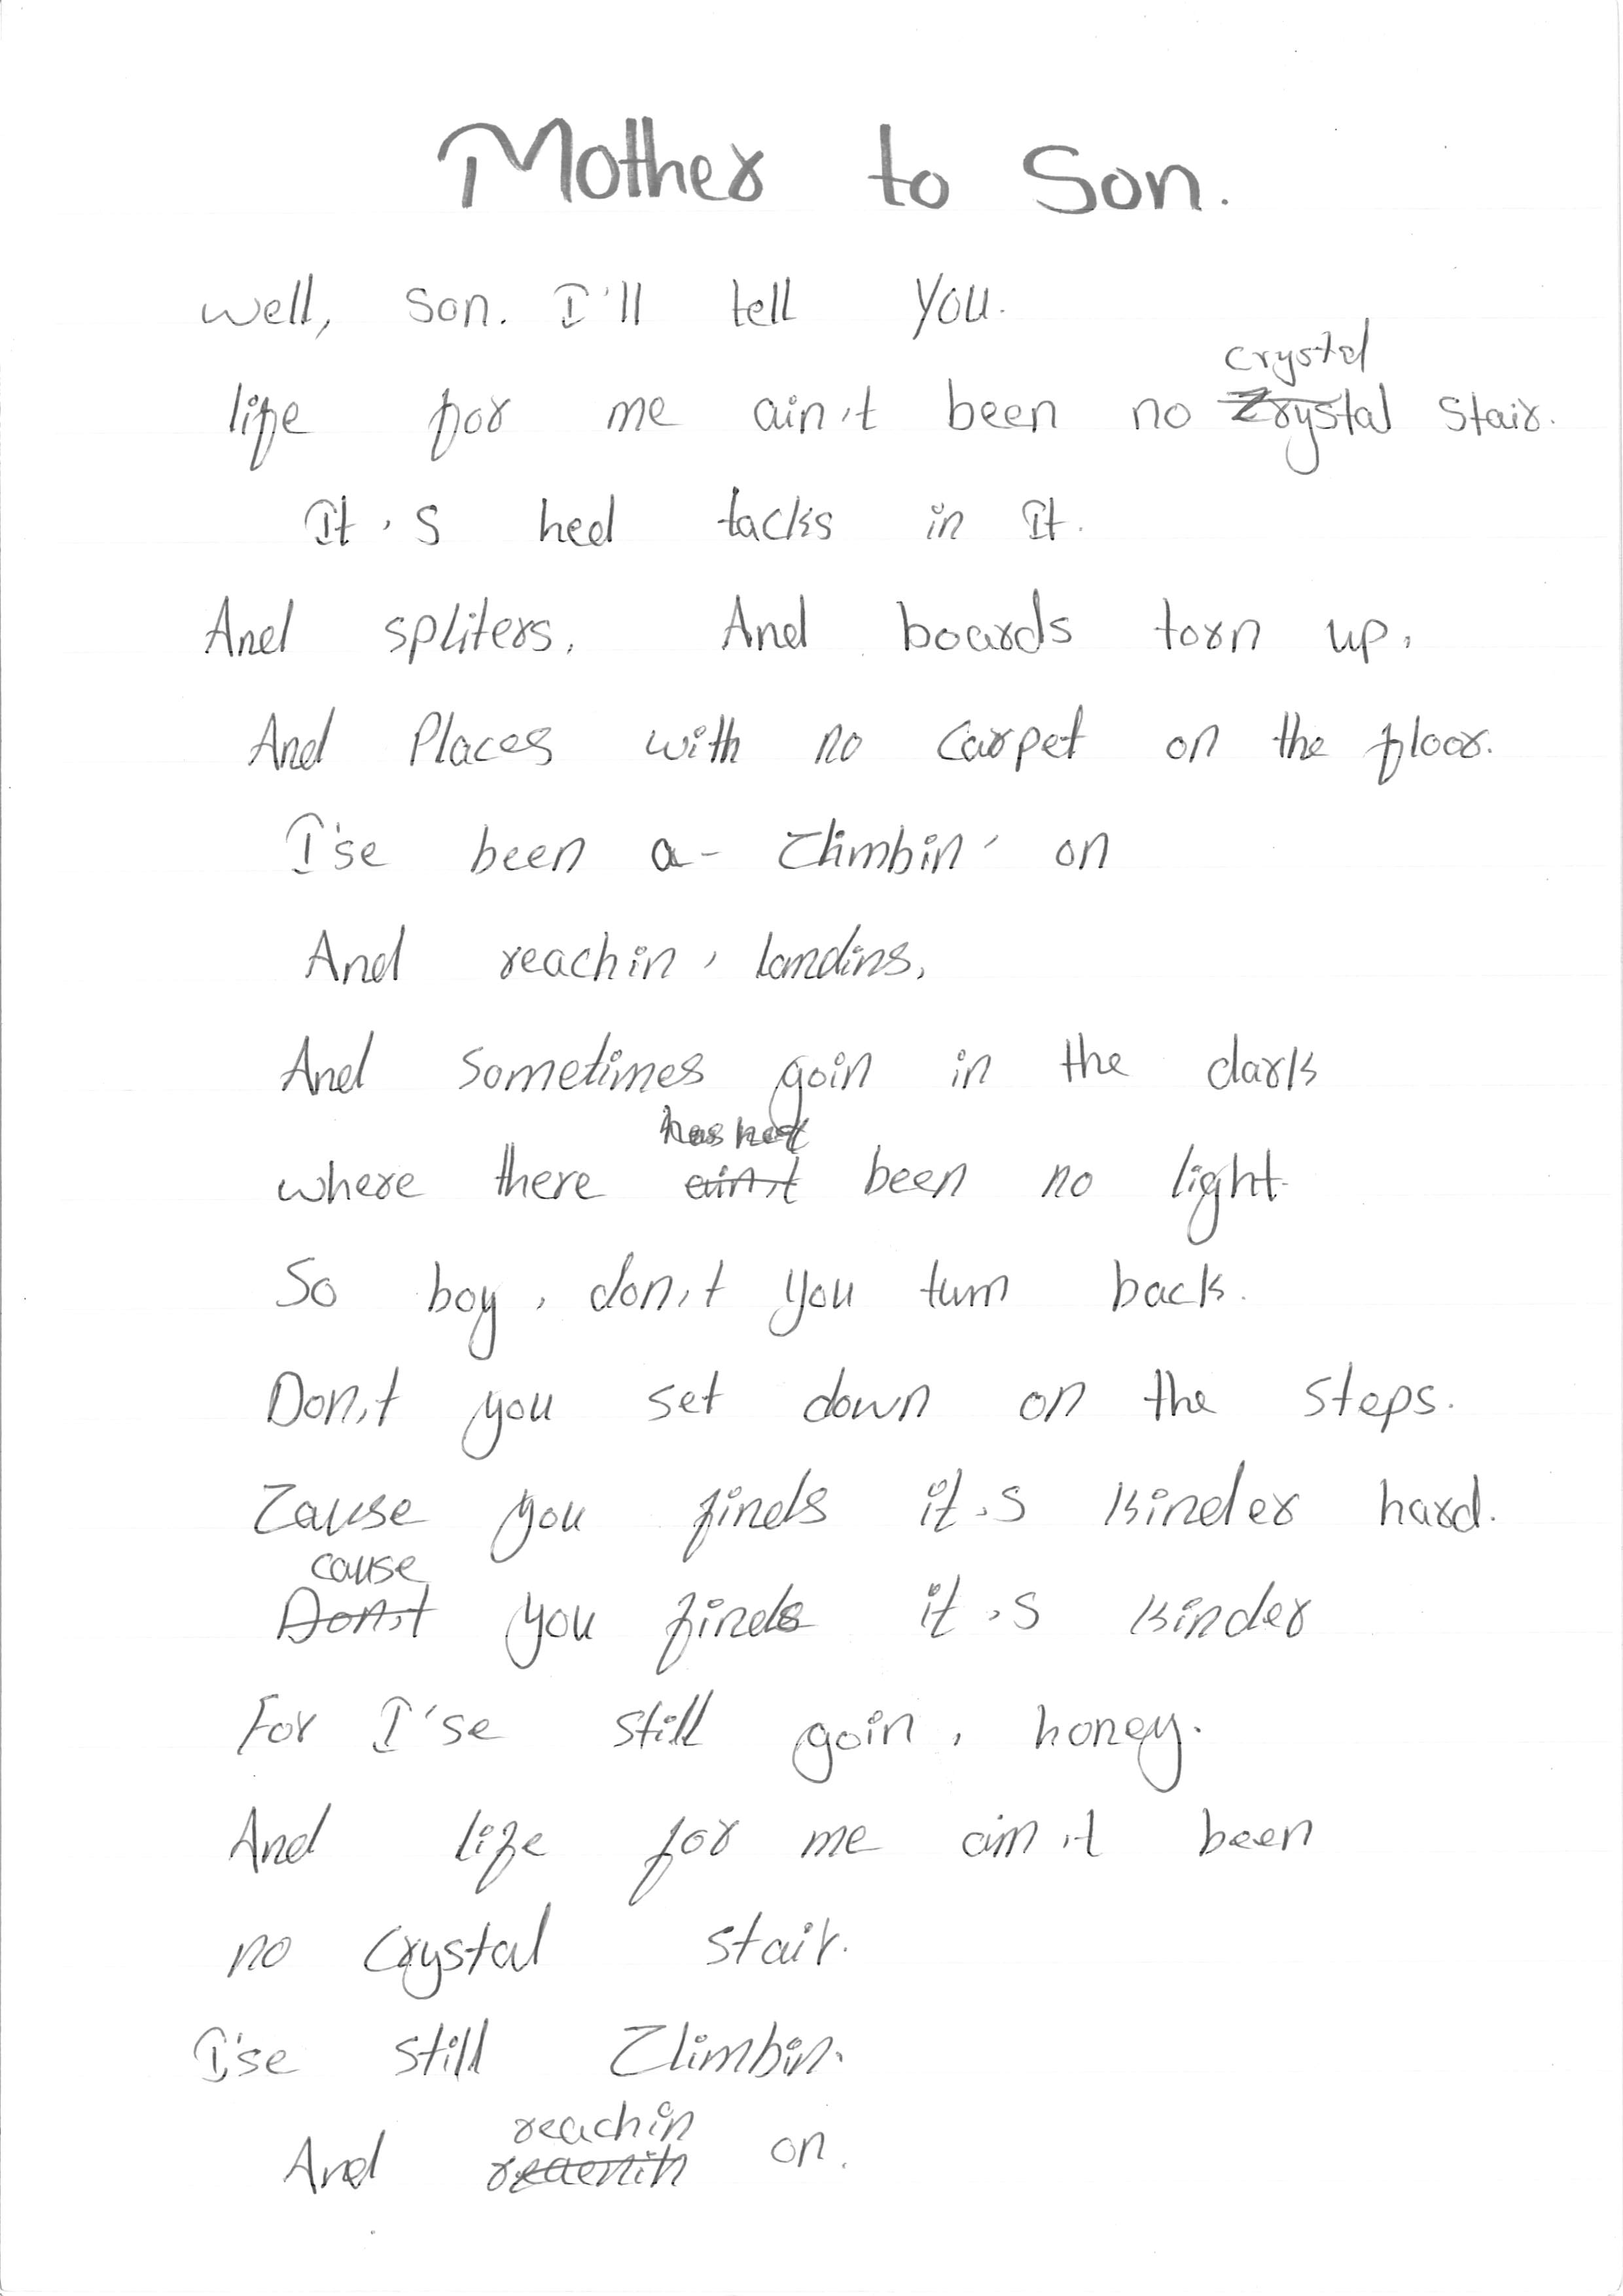 Mother to Son.
Well, Son. I'll tell You.
crystal
life for me ain't been no Zrystal Stair.
It's hed tacks in It.
And spliters, And boards torn up,
And Places with no Carpet on the floor.
I'se been a- Climbin' on
And reachin' landins,
And Sometimes goin in the dark
has not
where there ain't been no light.
So boy, don't you turn back.
Don't you set down on the Steps.
Zause you finds it's kinder hard.
cause
Don't you finds it's kinder
For I'se still goin, honey.
And life for me ain't been
no Crystal stair.
I'se still Zlimbin.
reachin
And on.